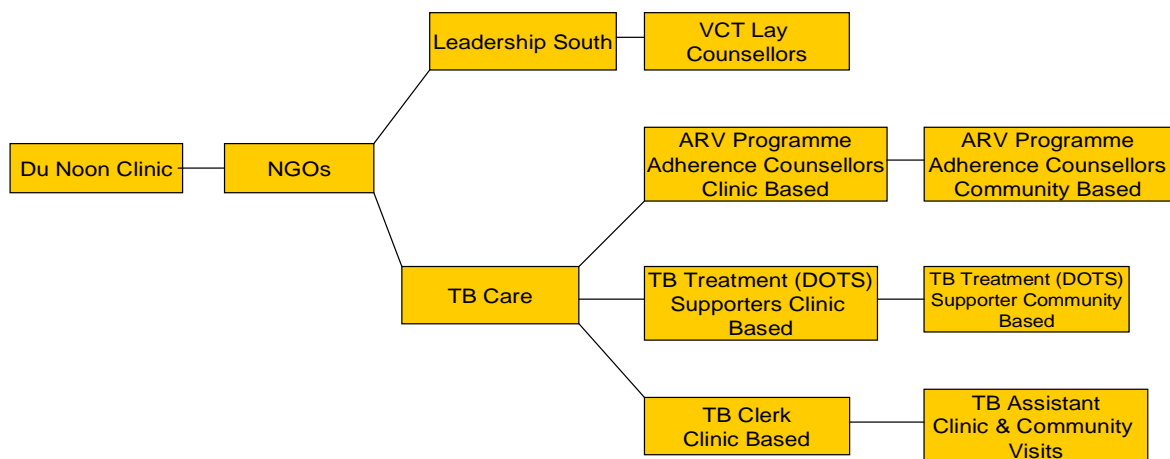 Leadership South
VCT Lay
Counsellors
Du Noon Clinic
NGOs
ARV Programme
Adherence Counsellors
Clinic Based
ARV Programme
Adherence Counsellors
Community Based
TB Care
TB Treatment (DOTS)
Supporters Clinic
Based
TB Treatment (DOTS)
Supporter Community
Based
TB Clerk
Clinic Based
TB Assistant
Clinic & Community
Visits